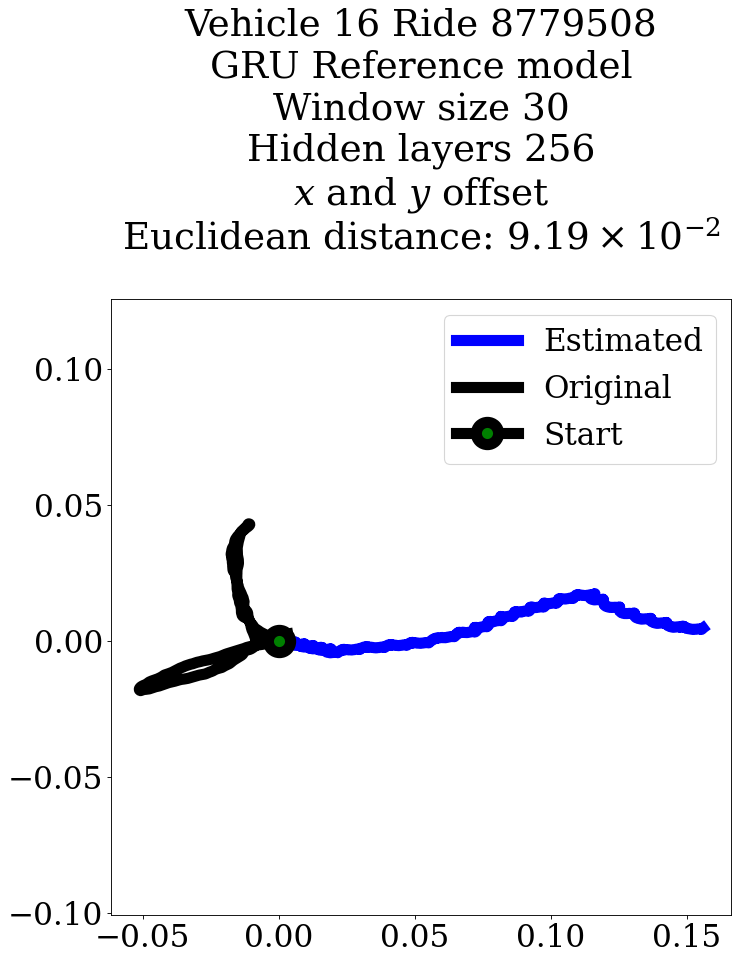 Vehicle 16 Ride 8779508
GRU Reference model
Window size 30
Hidden layers 256
x and y offset
Euclidean distance: 9.19 × 10⁻²
Estimated
Original
Start
0.10
0.05
0.00
−0.05
−0.10
−0.05 0.00 0.05 0.10 0.15